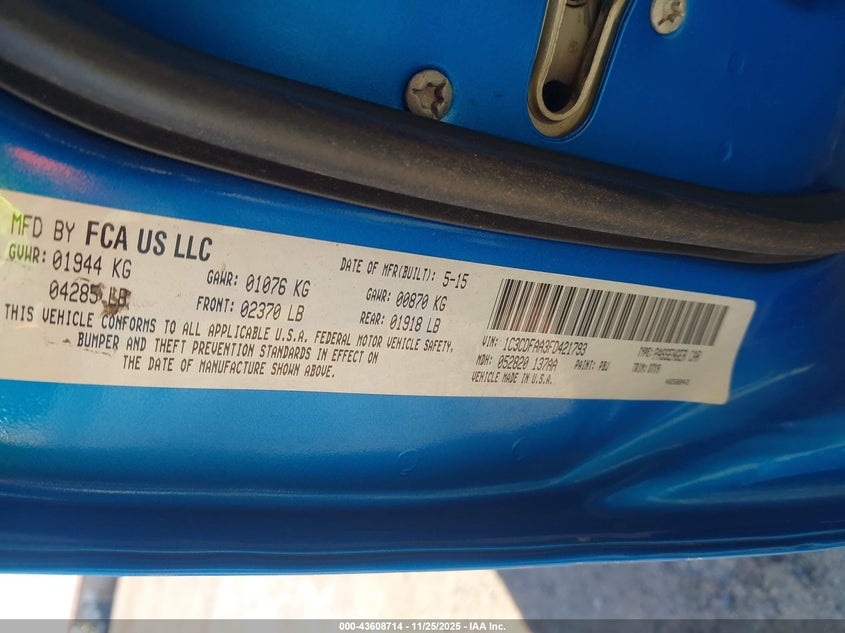 MFD BY FCA US LLC
GVWR: 01944 KG
04285 LB
GAWR: 01076 KG
FRONT: 02370 LB
DATE OF MFR(BUILT): 5-15
GAWR: 00870 KG
REAR: 01918 LB
THIS VEHICLE CONFORMS TO ALL APPLICABLE U.S.A. FEDERAL MOTOR VEHICLE SAFETY,
BUMPER AND THEFT PREVENTION STANDARDS IN EFFECT ON
THE DATE OF MANUFACTURE SHOWN ABOVE.
VIN: 1C3CDFAA3FD421793
TYPE: PASSENGER CAR
MDH: 052820 137AA
PAINT: PBJ
TRIM:
VEHICLE MADE IN U.S.A.
000-43608714 - 11/25/2025 - IAA Inc.